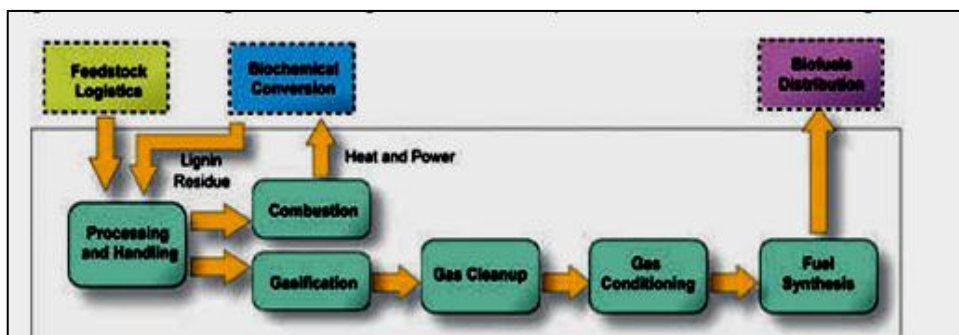 Feedstock
Logistics
Biochemical
Conversion
Biofuels
Distribution
Lignin
Residue
Heat and Power
Processing
and Handling
Combustion
Gasification
Gas Cleanup
Gas
Conditioning
Fuel
Synthesis